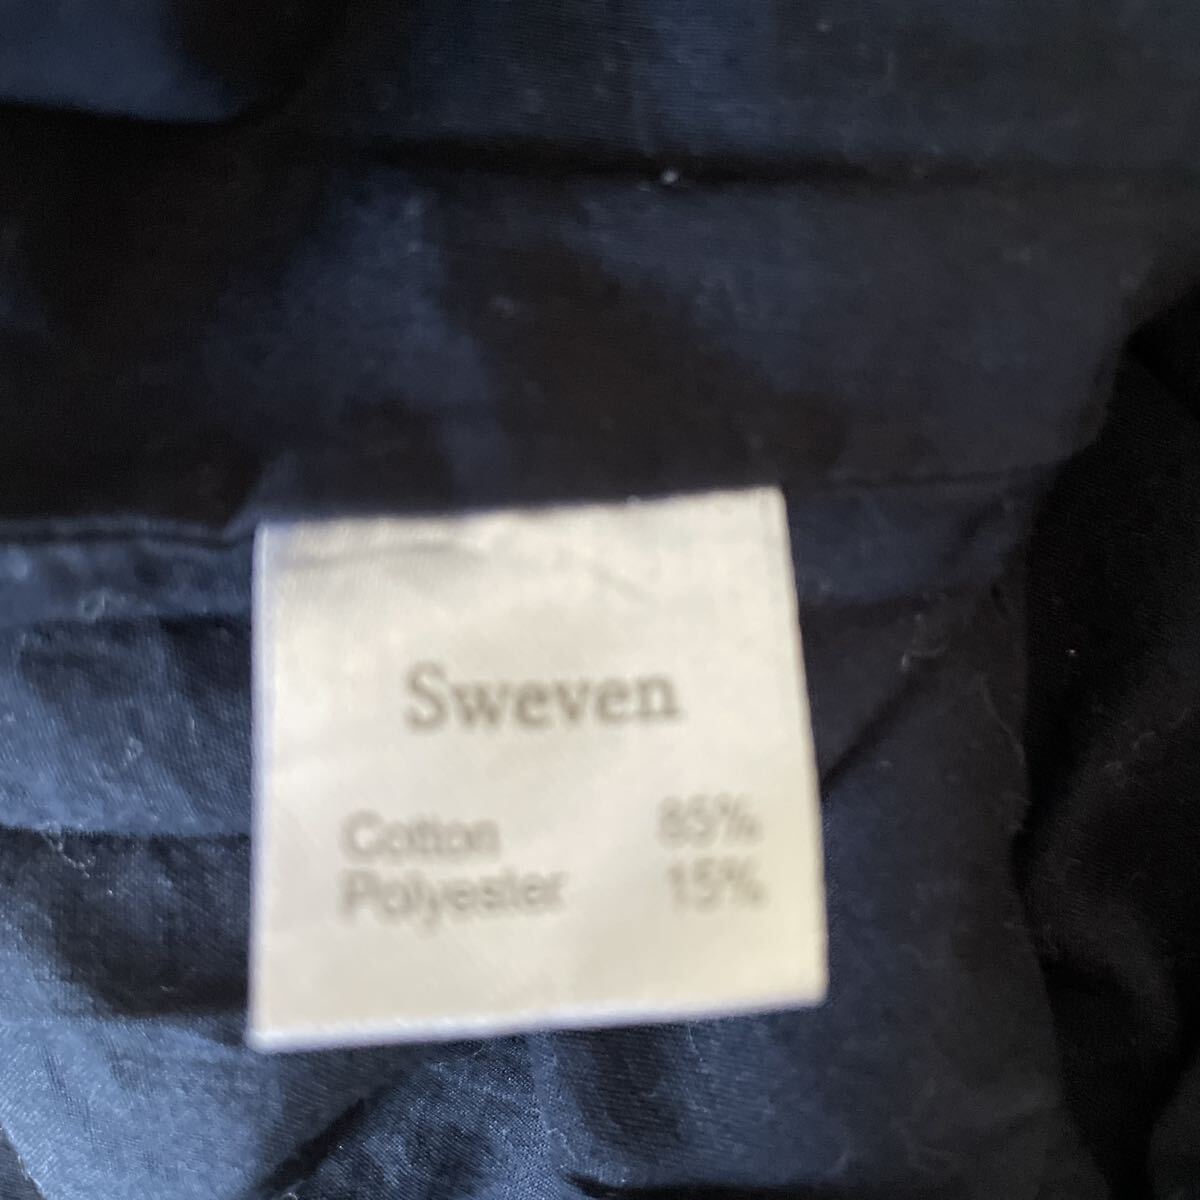 Sweven
Cotton 85%
Polyester 15%